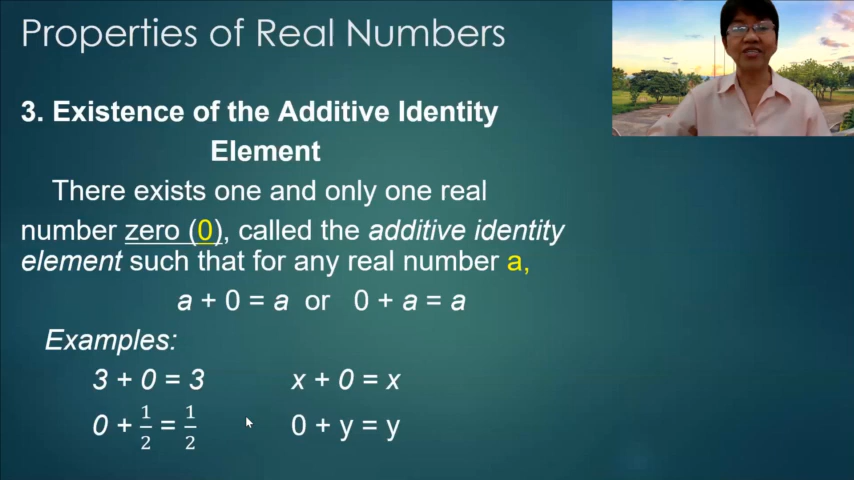 Properties of Real Numbers
3. Existence of the Additive Identity
Element
There exists one and only one real
number zero (0), called the additive identity
element such that for any real number a,
a + 0 = a or 0 + a = a
Examples:
3 + 0 = 3 x + 0 = x
0 + 1/2 = 1/2 0 + y = y